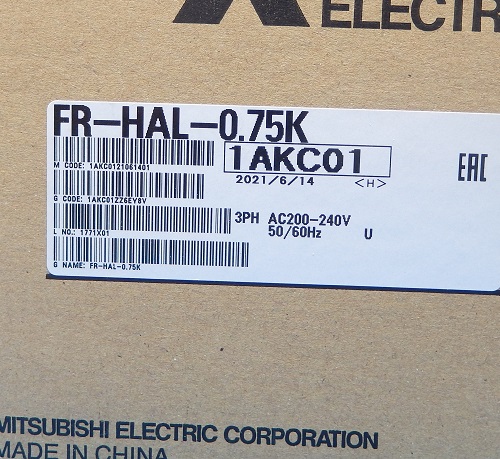 ELECTR
FR-HAL-0.75K
1AKC01
M CODE: 1AKC0121061401
2021/6/14 <H>
EAC
G CODE: 1AKC01ZZ6EY8V
3PH AC200-240V
50/60Hz U
L NO.: 1771X01
G NAME: FR-HAL-0.75K
MITSUBISHI ELECTRIC CORPORATION
MADE IN CHINA